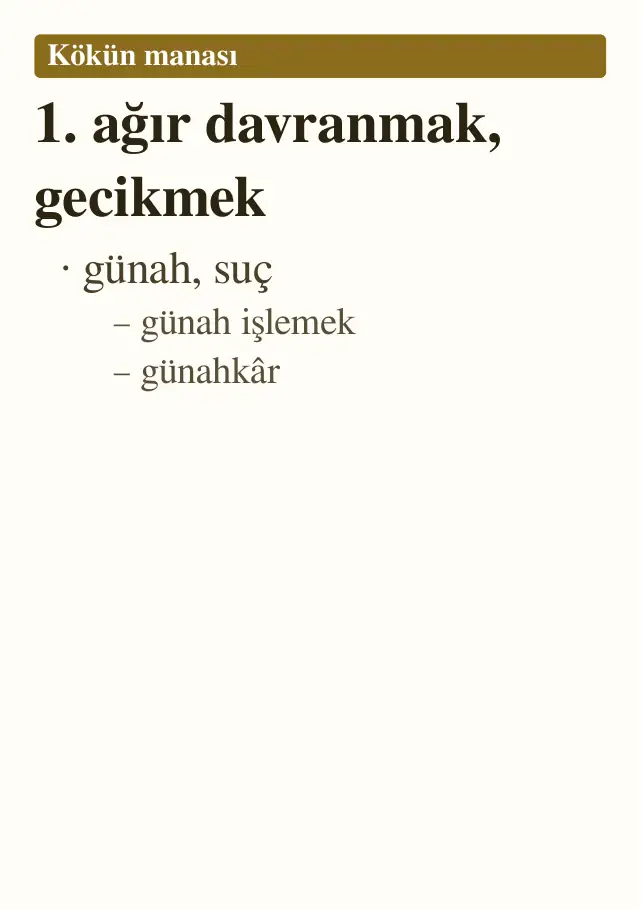 Kökün manası
1. ağır davranmak,
gecikmek
· günah, suç
– günah işlemek
– günahkâr